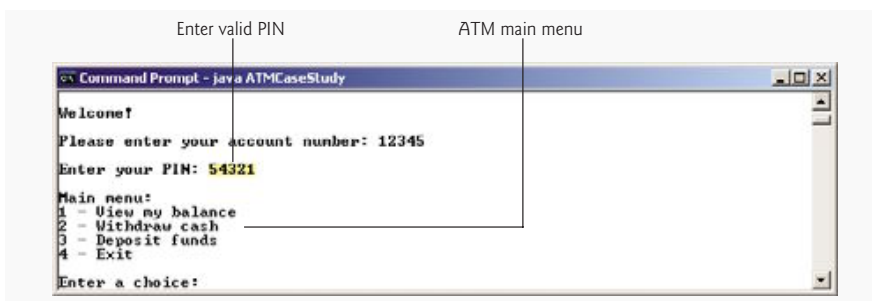 Enter valid PIN
ATM main menu
Command Prompt - java ATMCaseStudy
Welcome!
Please enter your account number: 12345
Enter your PIN: 54321
Main menu:
1 - View my balance
2 - Withdraw cash
3 - Deposit funds
4 - Exit
Enter a choice: